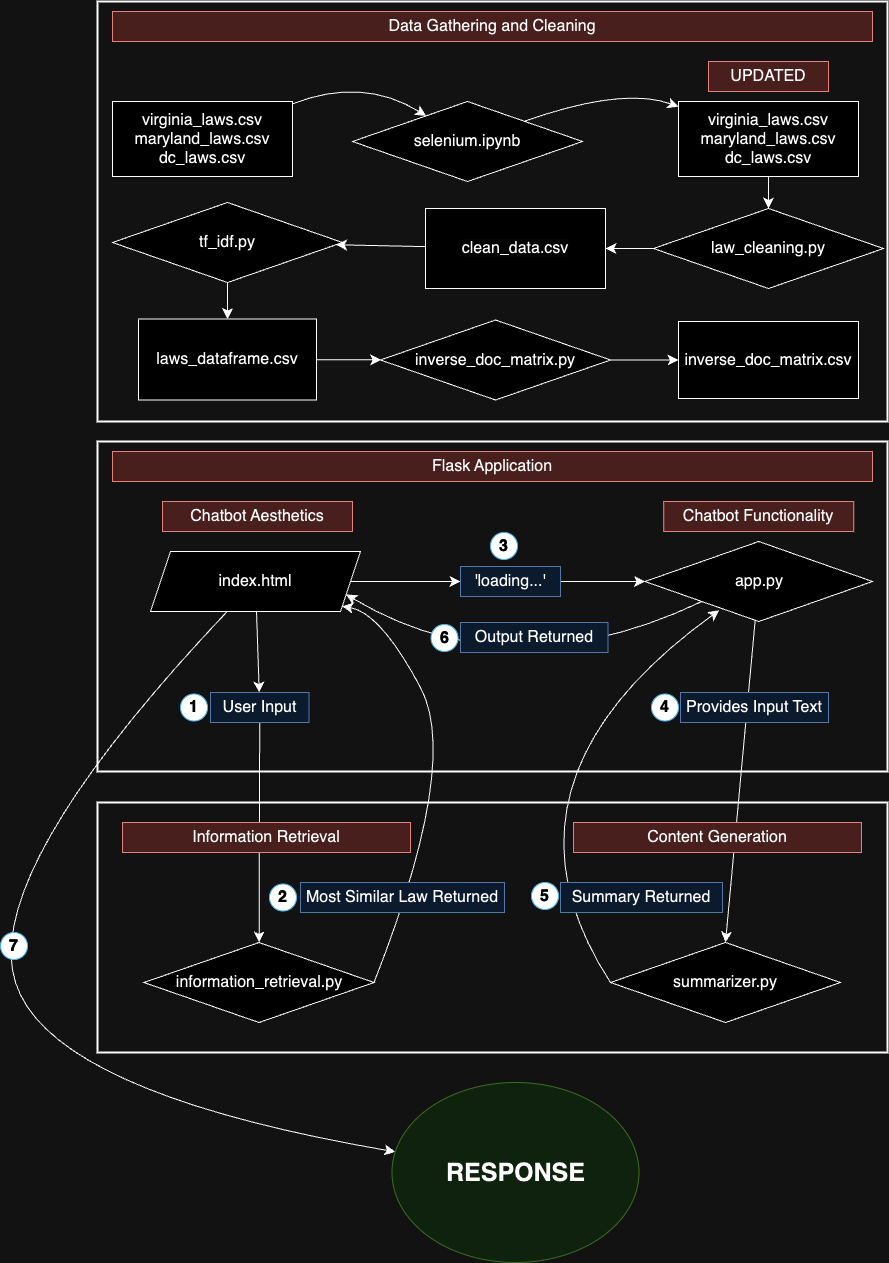 Data Gathering and Cleaning
UPDATED
virginia_laws.csv
maryland_laws.csv
dc_laws.csv
selenium.ipynb
virginia_laws.csv
maryland_laws.csv
dc_laws.csv
tf_idf.py
clean_data.csv
law_cleaning.py
laws_dataframe.csv
inverse_doc_matrix.py
inverse_doc_matrix.csv
Flask Application
Chatbot Aesthetics
Chatbot Functionality
3
index.html
'loading...'
app.py
6
Output Returned
1
User Input
4
Provides Input Text
Information Retrieval
Content Generation
2
Most Similar Law Returned
5
Summary Returned
7
information_retrieval.py
summarizer.py
RESPONSE